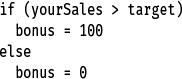 if (yourSales > target)
  bonus = 100
else
  bonus = 0